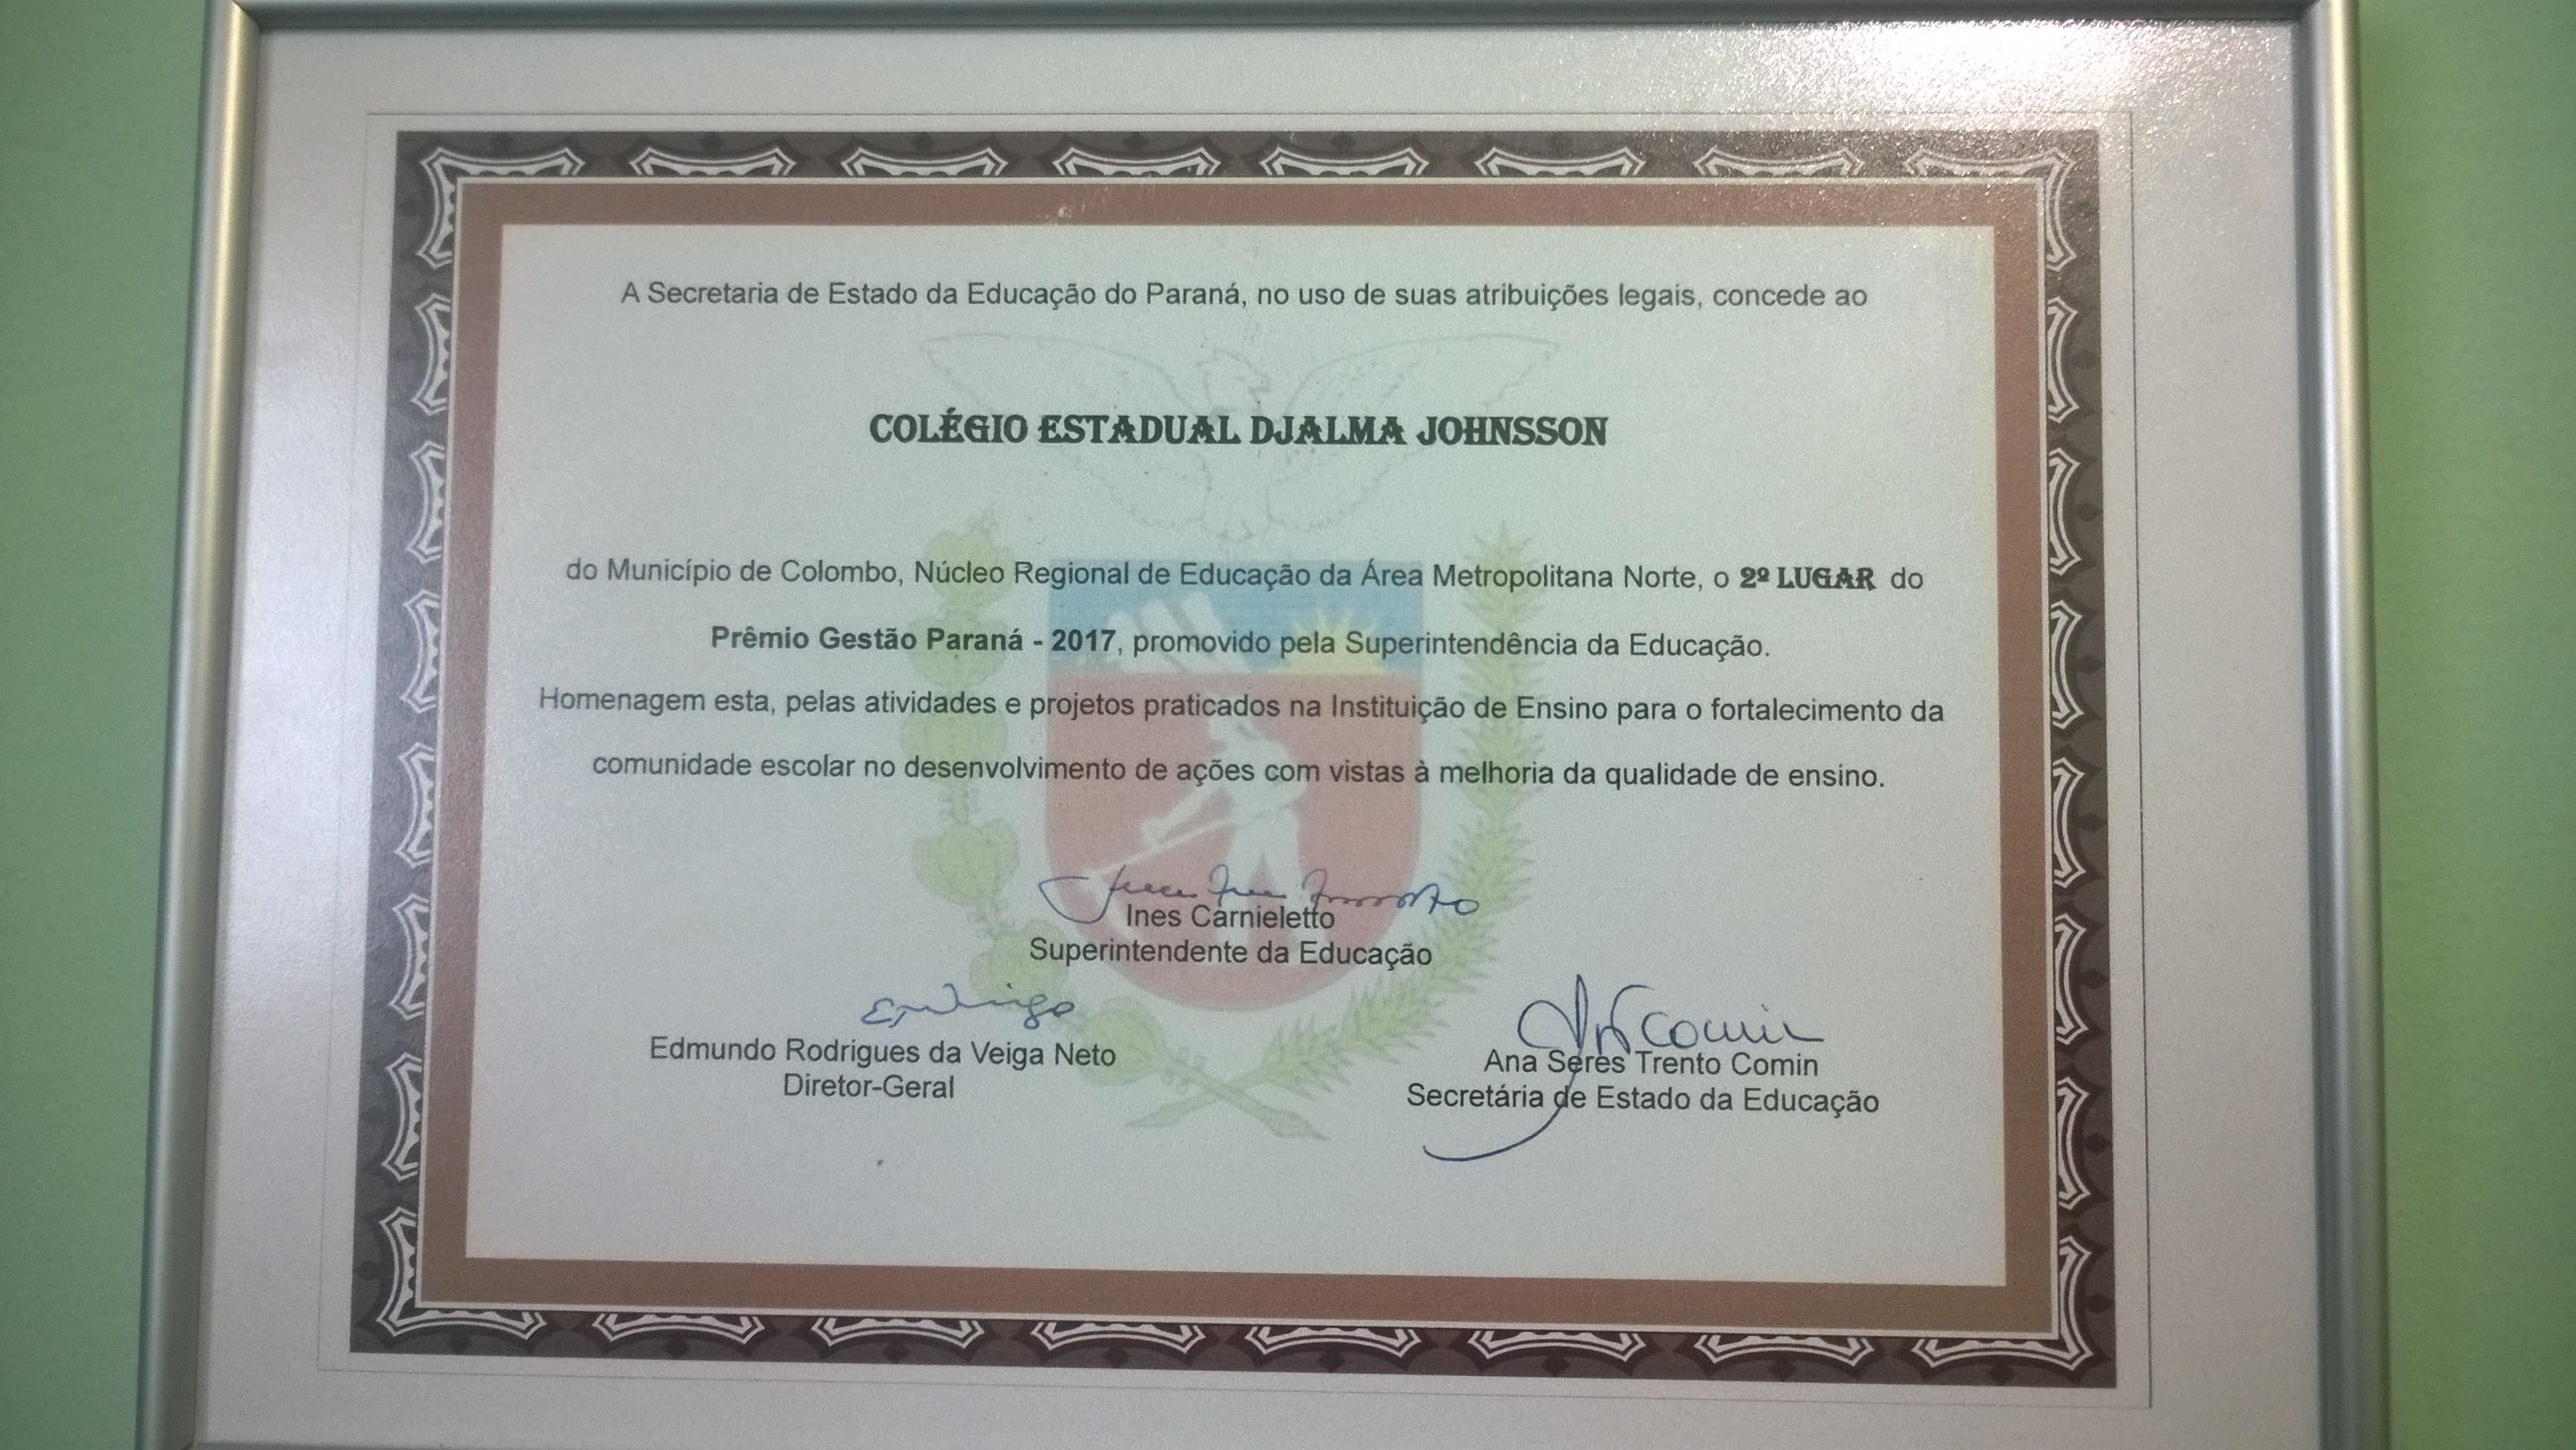 A Secretaria de Estado da Educação do Paraná, no uso de suas atribuições legais, concede ao
COLÉGIO ESTADUAL DJALMA JOHNSSON
do Município de Colombo, Núcleo Regional de Educação da Área Metropolitana Norte, o 2º LUGAR do
Prêmio Gestão Paraná - 2017, promovido pela Superintendência da Educação.
Homenagem esta, pelas atividades e projetos praticados na Instituição de Ensino para o fortalecimento da
comunidade escolar no desenvolvimento de ações com vistas à melhoria da qualidade de ensino.
Ines Carnieletto
Superintendente da Educação
Edmundo Rodrigues da Veiga Neto
Diretor-Geral
Ana Seres Trento Comin
Secretária de Estado da Educação